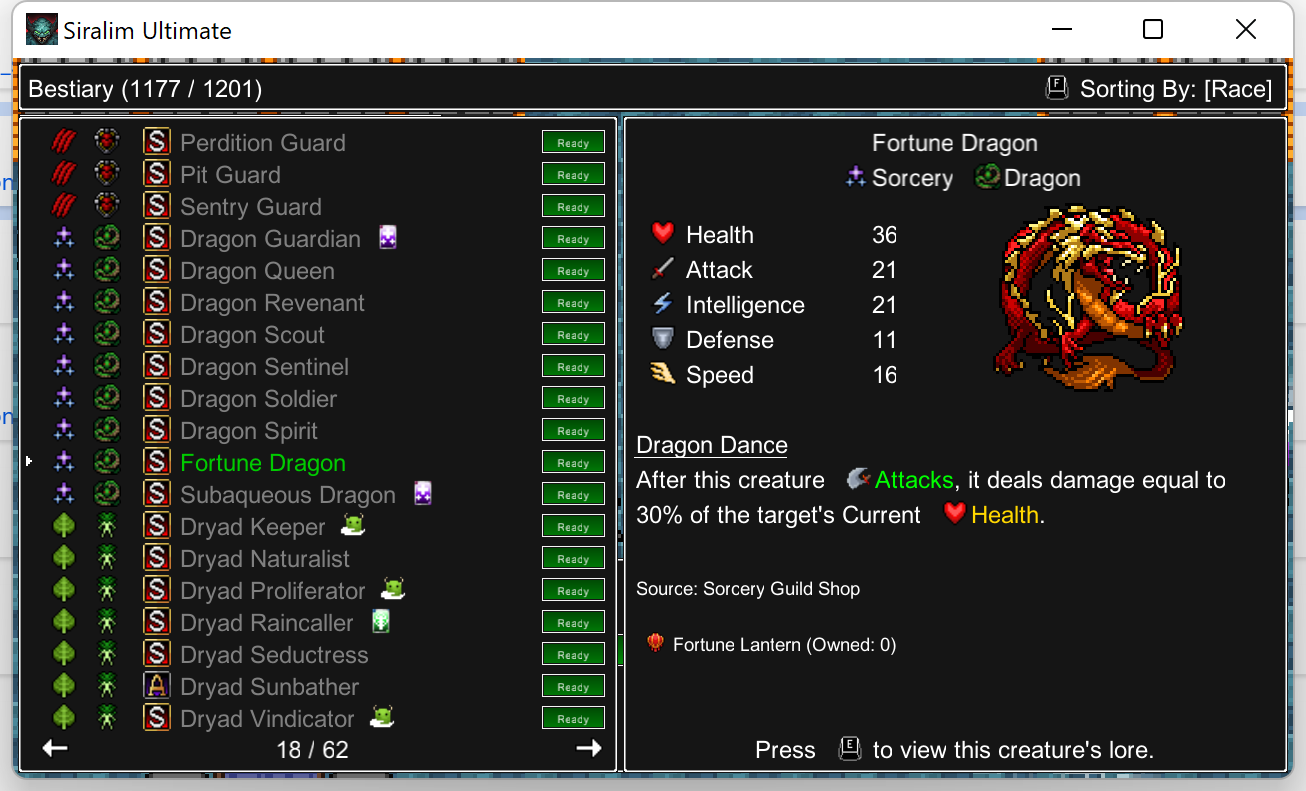 Siralim Ultimate
Bestiary (1177 / 1201)
F Sorting By: [Race]
S Perdition Guard Ready
S Pit Guard Ready
S Sentry Guard Ready
S Dragon Guardian Ready
S Dragon Queen Ready
S Dragon Revenant Ready
S Dragon Scout Ready
S Dragon Sentinel Ready
S Dragon Soldier Ready
S Dragon Spirit Ready
S Fortune Dragon Ready
S Subaqueous Dragon Ready
S Dryad Keeper Ready
S Dryad Naturalist Ready
S Dryad Proliferator Ready
S Dryad Raincaller Ready
S Dryad Seductress Ready
A Dryad Sunbather Ready
S Dryad Vindicator Ready
18 / 62
Fortune Dragon
Sorcery Dragon
Health 36
Attack 21
Intelligence 21
Defense 11
Speed 16
Dragon Dance
After this creature Attacks, it deals damage equal to
30% of the target's Current Health.
Source: Sorcery Guild Shop
Fortune Lantern (Owned: 0)
Press E to view this creature's lore.